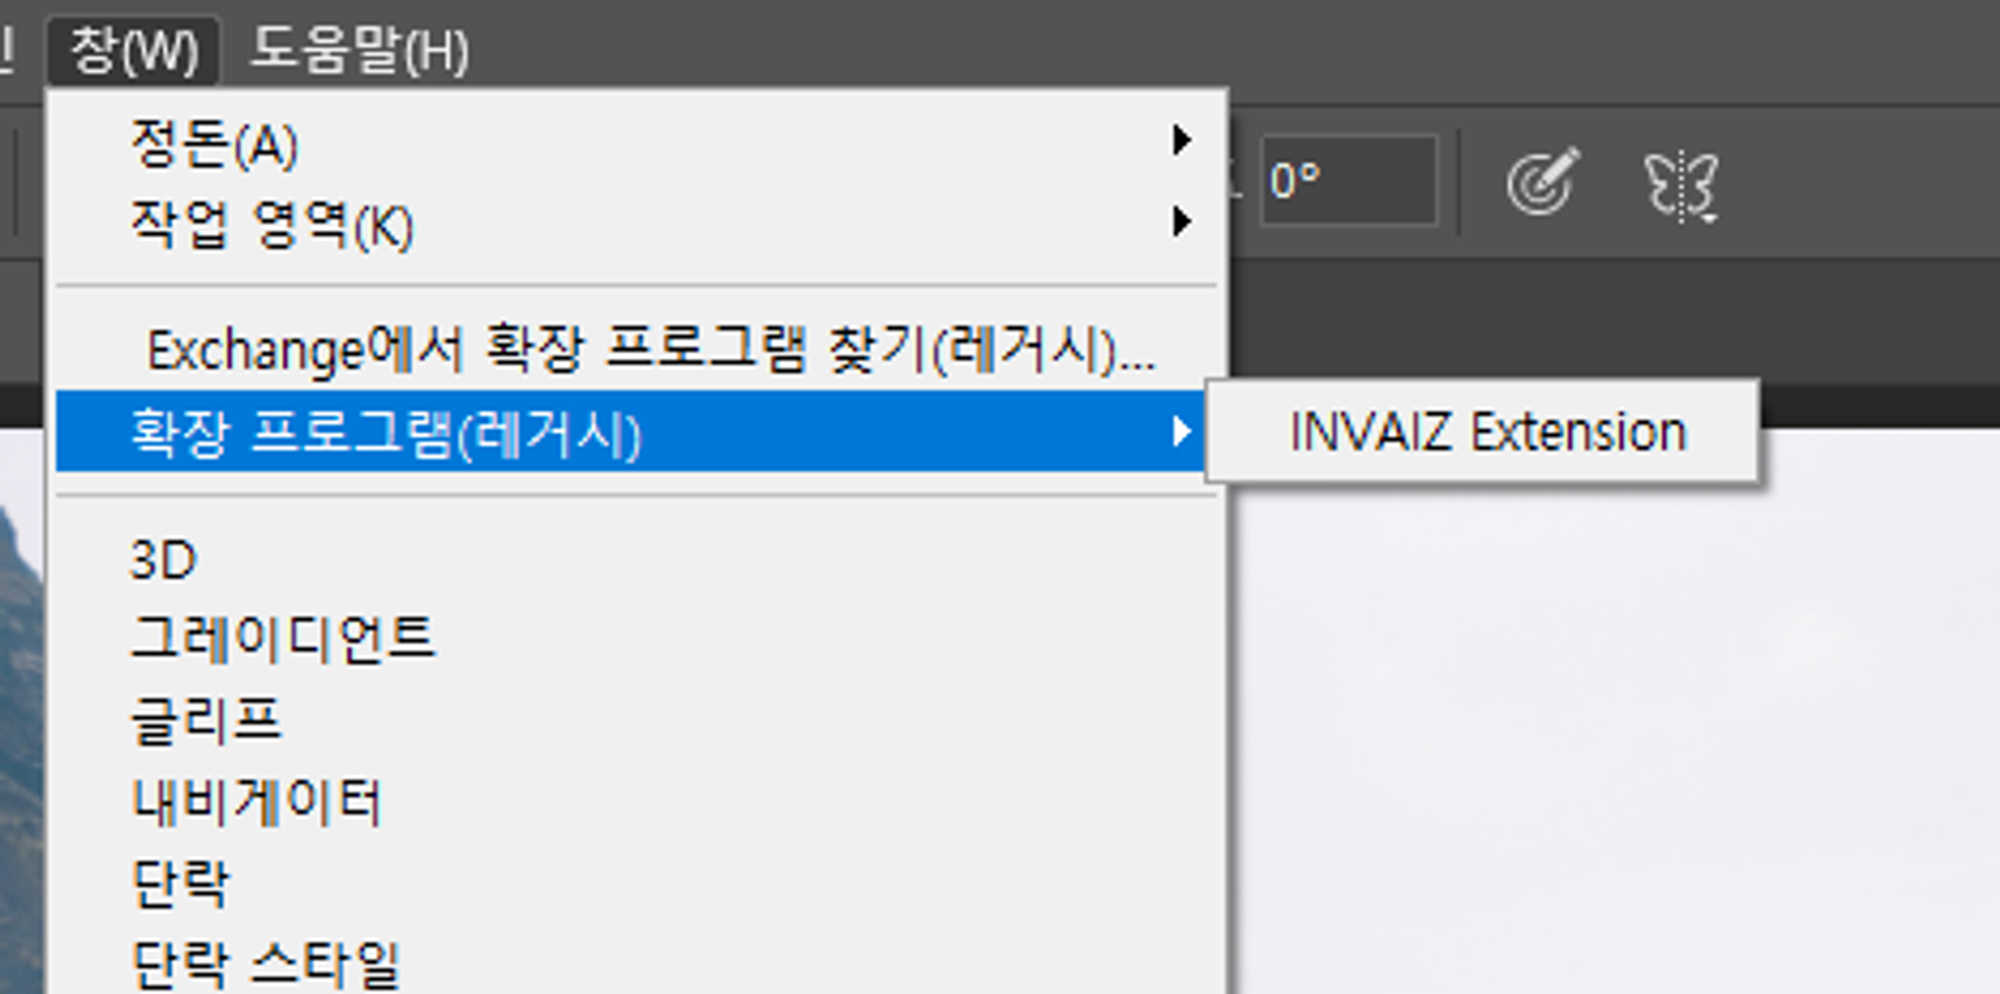 창(W) 도움말(H)
정돈(A)
작업 영역(K)
0°
Exchange에서 확장 프로그램 찾기(레거시)...
확장 프로그램(레거시)
INVAIZ Extension
3D
그레이디언트
글리프
내비게이터
단락
단락 스타일